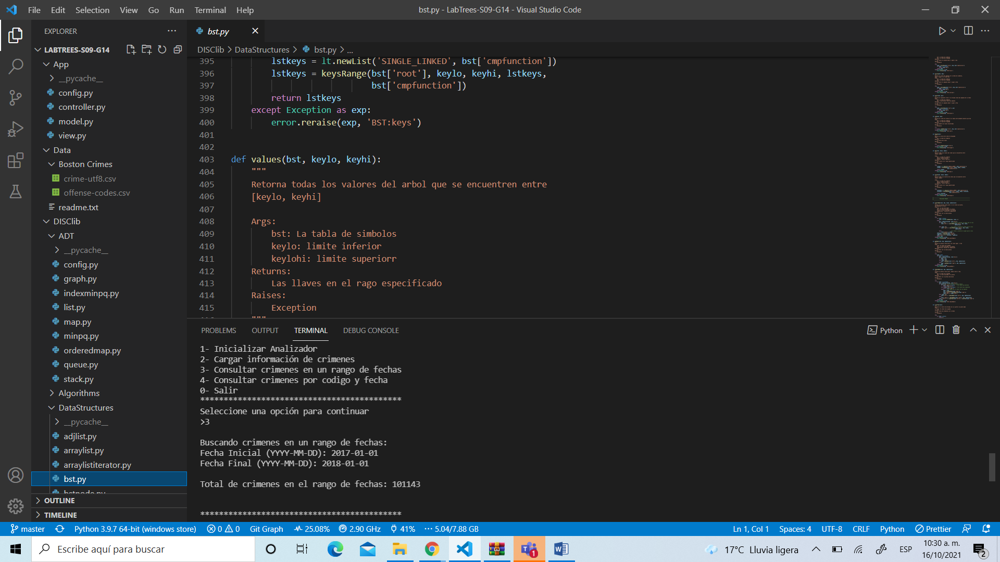 File Edit Selection View Go Run Terminal Help
bst.py - LabTrees-S09-G14 - Visual Studio Code
EXPLORER
LABTREES-S09-G14
App
__pycache__
config.py
controller.py
model.py
view.py
Data
Boston Crimes
crime-utf8.csv
offense-codes.csv
readme.txt
DISClib
ADT
__pycache__
config.py
graph.py
indexminpq.py
list.py
map.py
minpq.py
orderedmap.py
queue.py
stack.py
Algorithms
DataStructures
__pycache__
adjlist.py
arraylist.py
arraylistiterator.py
bst.py
bstnode.py
OUTLINE
TIMELINE
bst.py
DISClib > DataStructures > bst.py > ...
395 lstkeys = lt.newList('SINGLE_LINKED', bst['cmpfunction'])
396 lstkeys = keysRange(bst['root'], keylo, keyhi, lstkeys,
397 bst['cmpfunction'])
398 return lstkeys
399 except Exception as exp:
400 error.reraise(exp, 'BST:keys')
401
402
403 def values(bst, keylo, keyhi):
404 """
405 Retorna todas los valores del arbol que se encuentren entre
406 [keylo, keyhi]
407
408 Args:
409 bst: La tabla de simbolos
410 keylo: limite inferior
411 keylohi: limite superiorr
412 Returns:
413 Las llaves en el rago especificado
414 Raises:
415 Exception
"""
PROBLEMS OUTPUT TERMINAL DEBUG CONSOLE
Python
1- Inicializar Analizador
2- Cargar información de crimenes
3- Consultar crimenes en un rango de fechas
4- Consultar crimenes por codigo y fecha
0- Salir
*******************************************
Seleccione una opción para continuar
>3
Buscando crimenes en un rango de fechas:
Fecha Inicial (YYYY-MM-DD): 2017-01-01
Fecha Final (YYYY-MM-DD): 2018-01-01
Total de crimenes en el rango de fechas: 101143
*******************************************
master Python 3.9.7 64-bit (windows store) 0 0 Git Graph 25.08% 2.90 GHz 41% 5.04/7.88 GB Ln 1, Col 1 Spaces: 4 UTF-8 CRLF Python Prettier
Escribe aquí para buscar
1
17°C Lluvia ligera
ESP
10:30 a. m.
16/10/2021
2